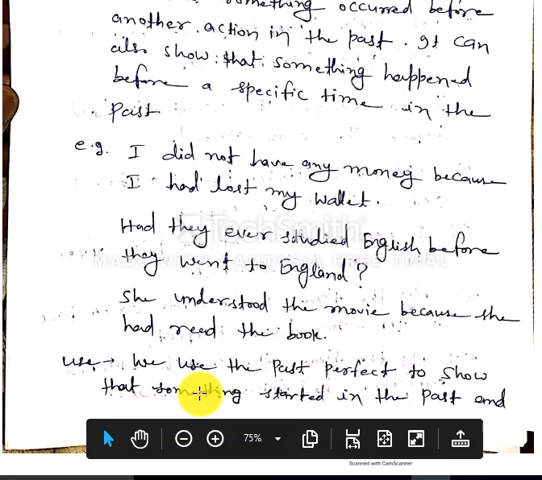 something occurred before
another action in the past. It can
also show that something happened
before a specific time in the
past.
e.g. I did not have any money because
I had lost my wallet.
Had they ever studied English before
they went to England?
She understood the movie because she
had read the book.
Use → We use the Past perfect to show
that something started in the past and
75%
Scanned with CamScanner